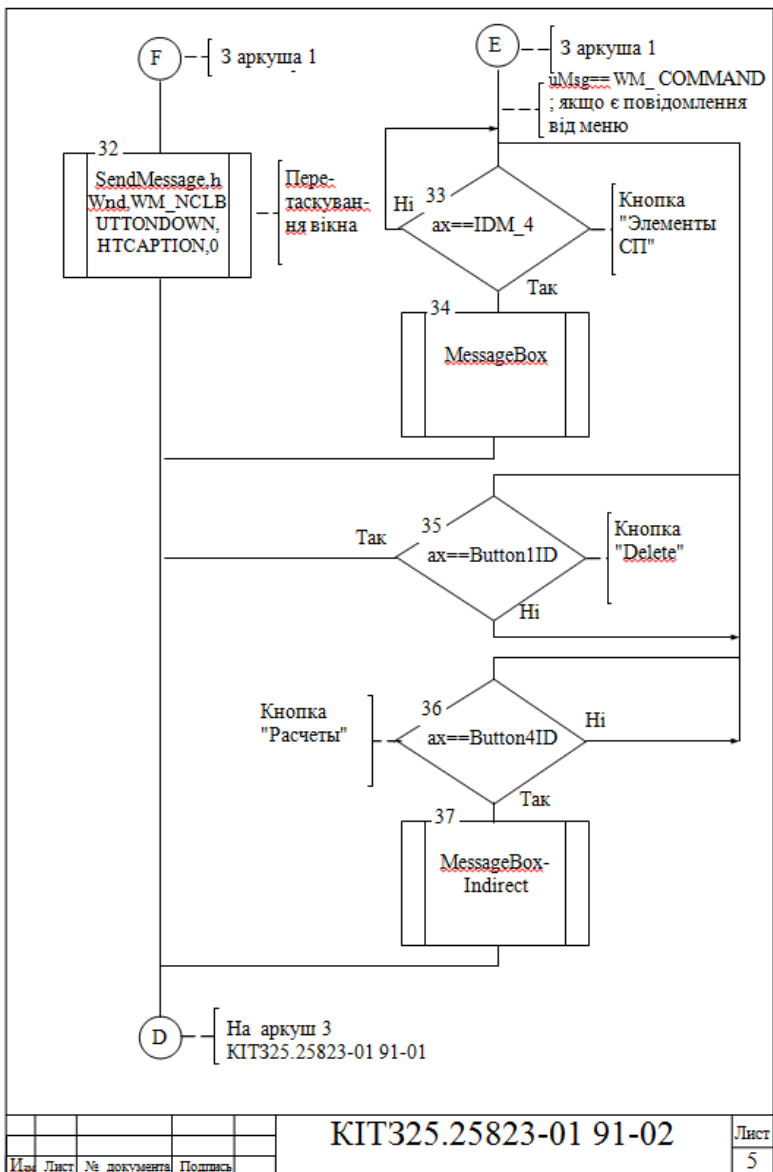 F
З аркуша 1
E
З аркуша 1
uMsg== WM_ COMMAND
; якщо є повідомлення
від меню
32
SendMessage.h
Wnd,WM_NCLB
UTTONDOWN,
HTCAPTION,0
Пере-
таскуван-
ня вікна
Ні
33
ax==IDM_4
Кнопка
"Элементы
СП"
Так
34
MessageBox
Так
35
ax==Button1ID
Кнопка
"Delete"
Ні
Кнопка
"Расчеты"
36
ax==Button4ID
Ні
Так
37
MessageBox-
Indirect
D
На аркуш 3
КІТ325.25823-01 91-01
КІТ325.25823-01 91-02
Лист
5
Изм Лист № документа Подпись